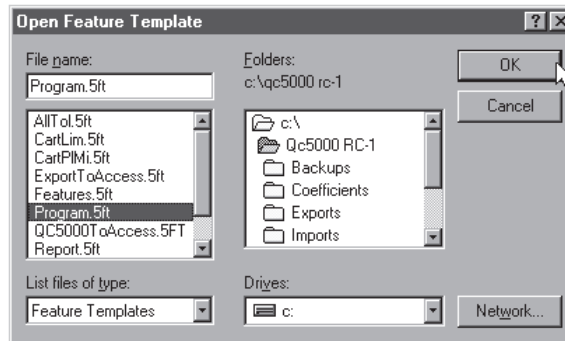 Open Feature Template
File name:
Program.5ft
AllTol.5ft
CartLim.5ft
CartPlMi.5ft
ExportToAccess.5ft
Features.5ft
Program.5ft
QC5000ToAccess.5FT
Report.5ft
List files of type:
Feature Templates
Folders:
c:\qc5000 rc-1
c:\
Qc5000 RC-1
Backups
Coefficients
Exports
Imports
Drives:
c:
OK
Cancel
Network...